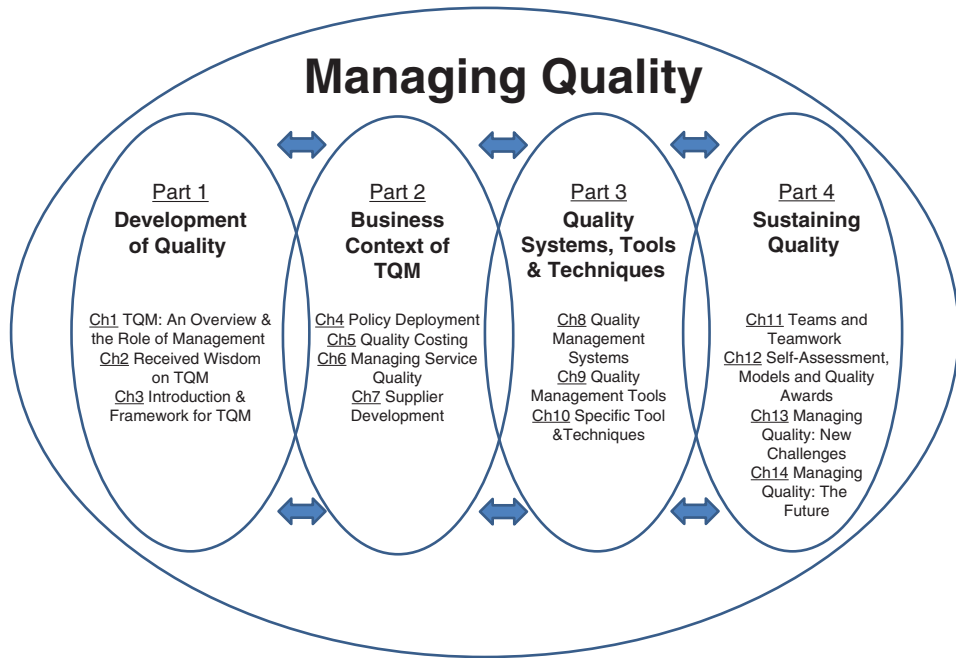 Managing Quality
Part 1
Development
of Quality
Ch1 TQM: An Overview &
the Role of Management
Ch2 Received Wisdom
on TQM
Ch3 Introduction &
Framework for TQM
Part 2
Business
Context of
TQM
Ch4 Policy Deployment
Ch5 Quality Costing
Ch6 Managing Service
Quality
Ch7 Supplier
Development
Part 3
Quality
Systems, Tools
& Techniques
Ch8 Quality
Management
Systems
Ch9 Quality
Management Tools
Ch10 Specific Tool
&Techniques
Part 4
Sustaining
Quality
Ch11 Teams and
Teamwork
Ch12 Self-Assessment,
Models and Quality
Awards
Ch13 Managing
Quality: New
Challenges
Ch14 Managing
Quality: The
Future